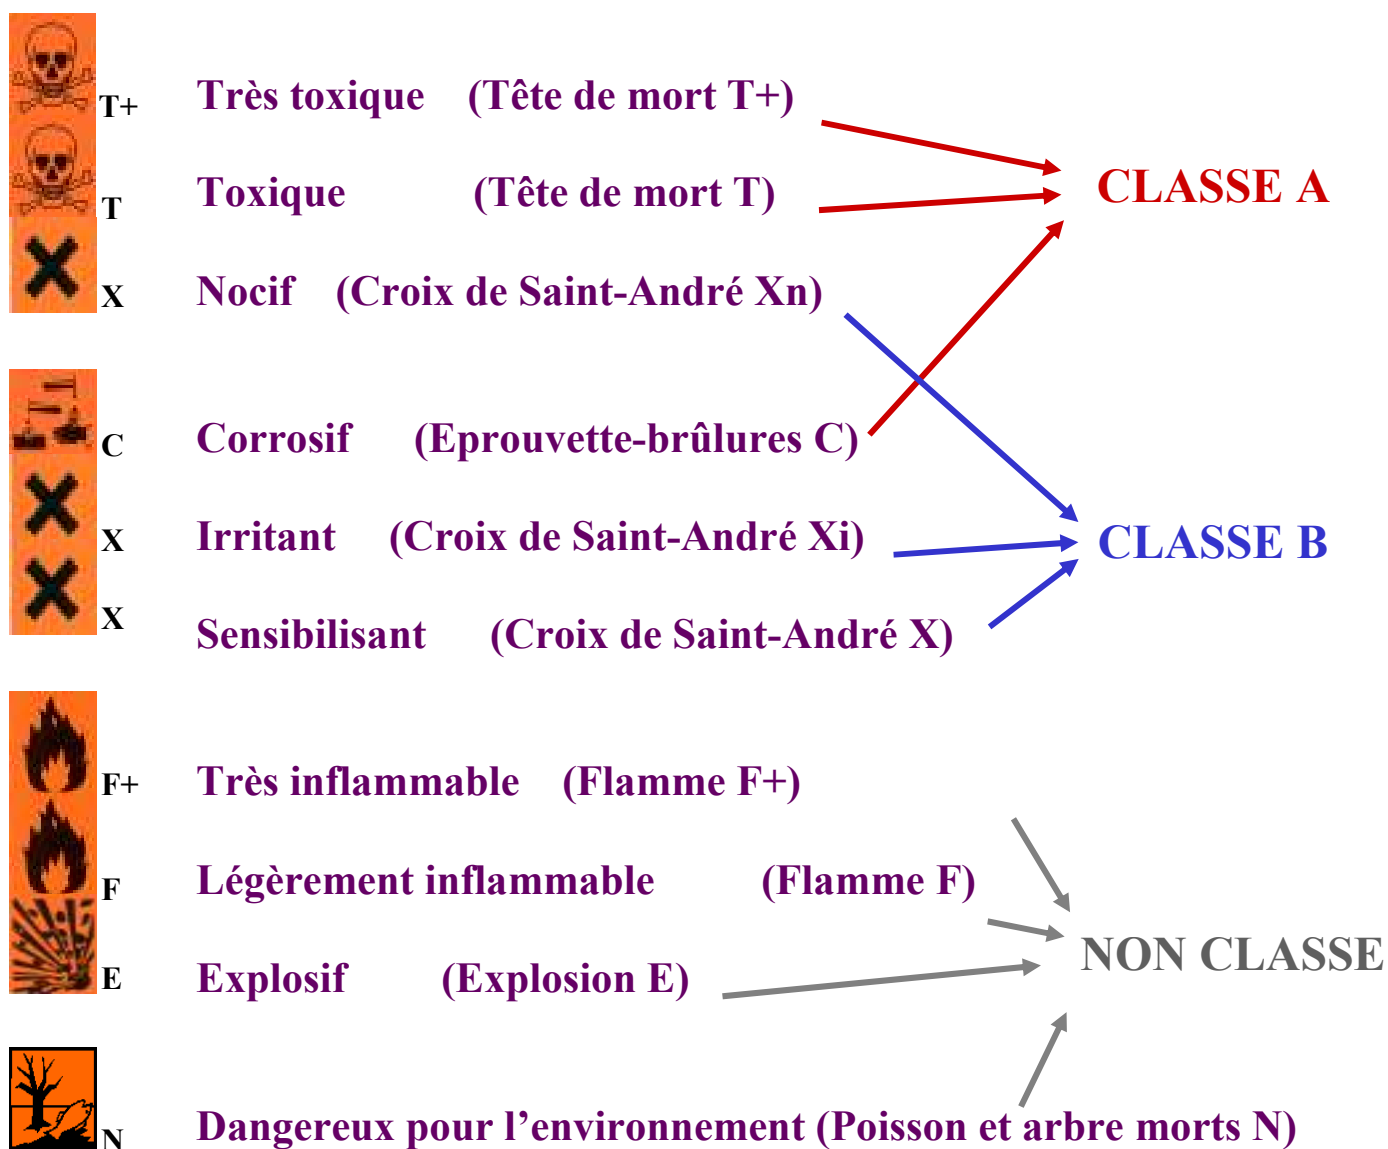 T+ Très toxique (Tête de mort T+)
T Toxique (Tête de mort T)
CLASSE A
X Nocif (Croix de Saint-André Xn)
C Corrosif (Eprouvette-brûlures C)
X Irritant (Croix de Saint-André Xi)
CLASSE B
X Sensibilisant (Croix de Saint-André X)
F+ Très inflammable (Flamme F+)
F Légèrement inflammable (Flamme F)
NON CLASSE
E Explosif (Explosion E)
N Dangereux pour l’environnement (Poisson et arbre morts N)